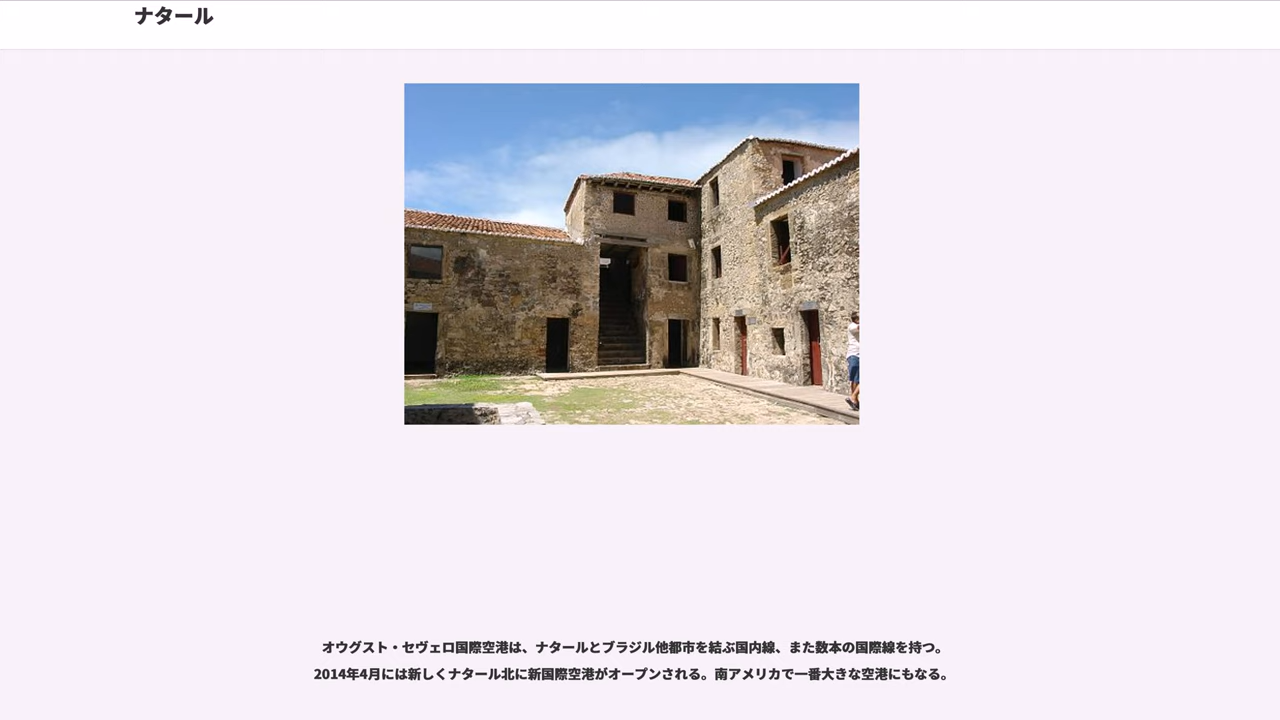 ナタール
オウグスト・セヴェロ国際空港は、ナタールとブラジル他都市を結ぶ国内線、また数本の国際線を持つ。
2014年4月には新しくナタール北に新国際空港がオープンされる。南アメリカで一番大きな空港にもなる。